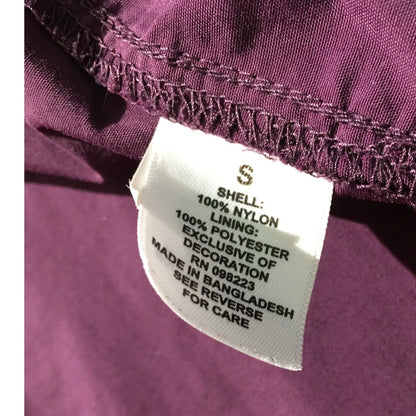 S
SHELL:
100% NYLON
LINING:
100% POLYESTER
EXCLUSIVE OF
DECORATION
RN 098223
MADE IN BANGLADESH
SEE REVERSE
FOR CARE